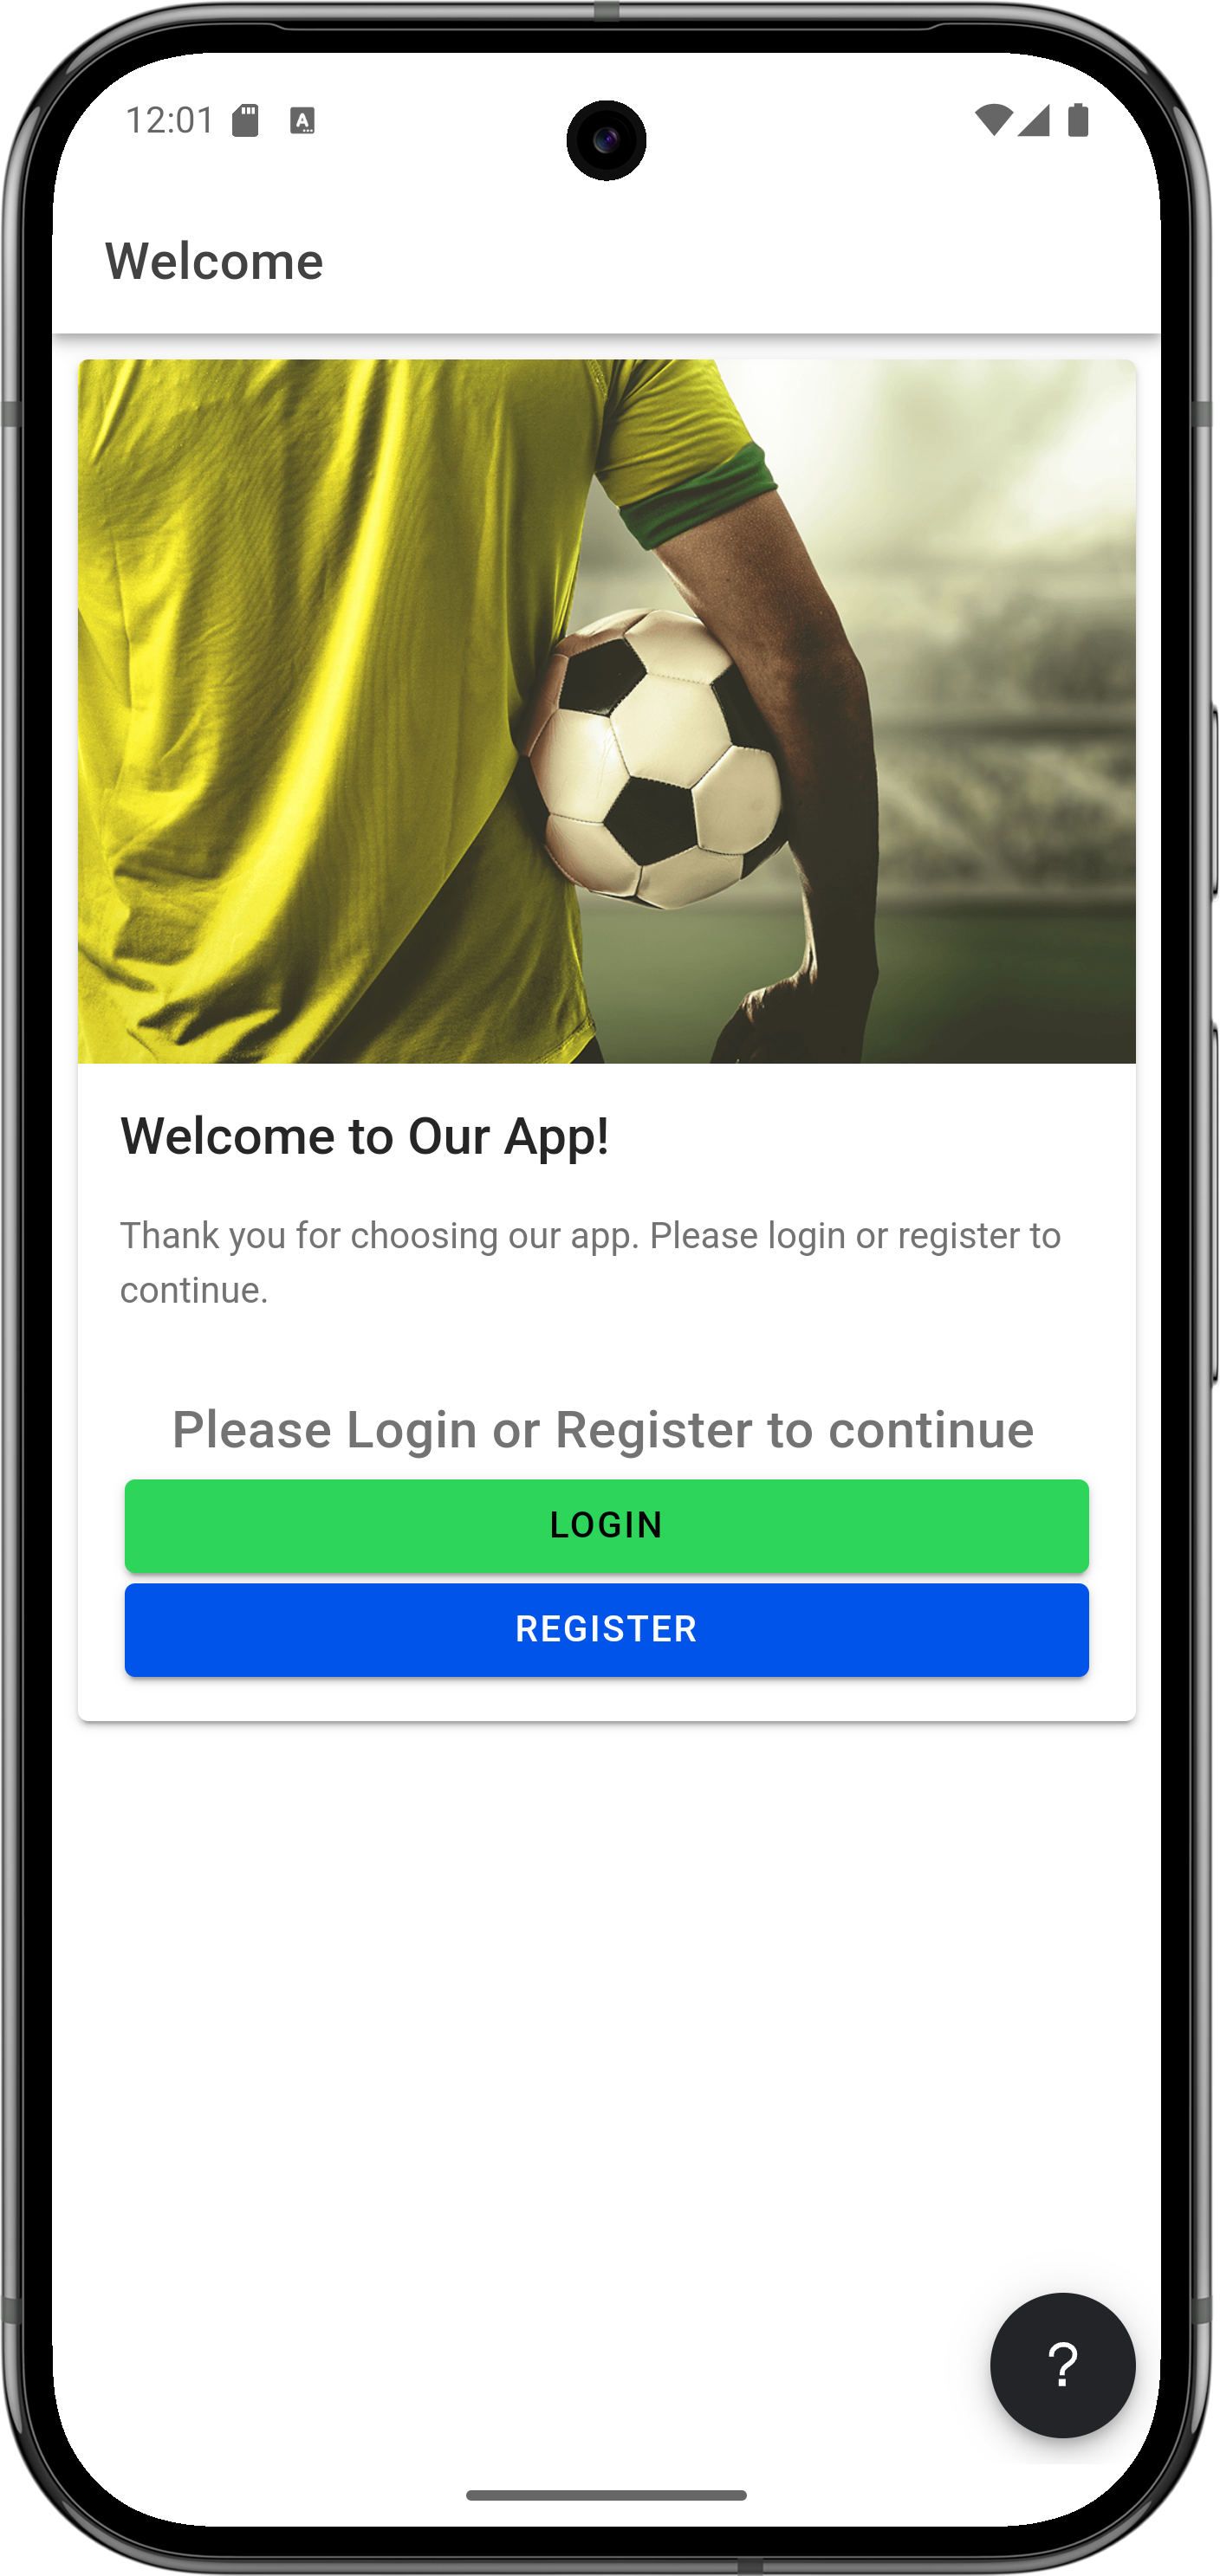 12:01
Welcome
Welcome to Our App!
Thank you for choosing our app. Please login or register to
continue.
Please Login or Register to continue
LOGIN
REGISTER
?